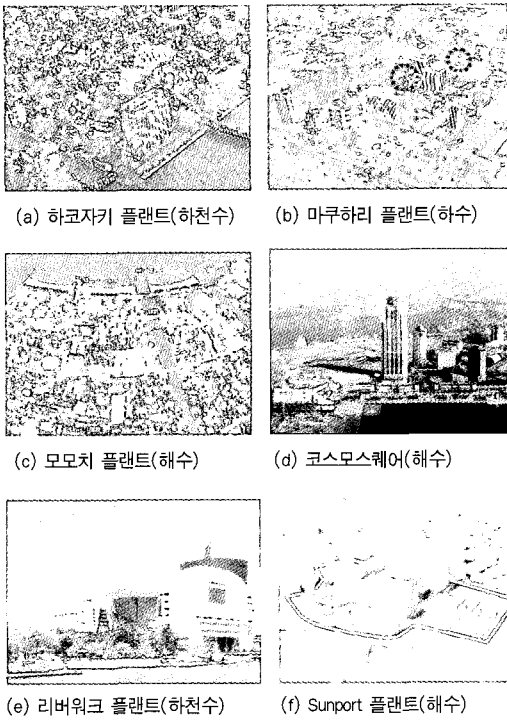 (a) 하코자키 플랜트(하천수)
(b) 마쿠하리 플랜트(하수)
(c) 모모치 플랜트(해수)
(d) 코스모스퀘어(해수)
(e) 리버워크 플랜트(하천수)
(f) Sunport 플랜트(해수)